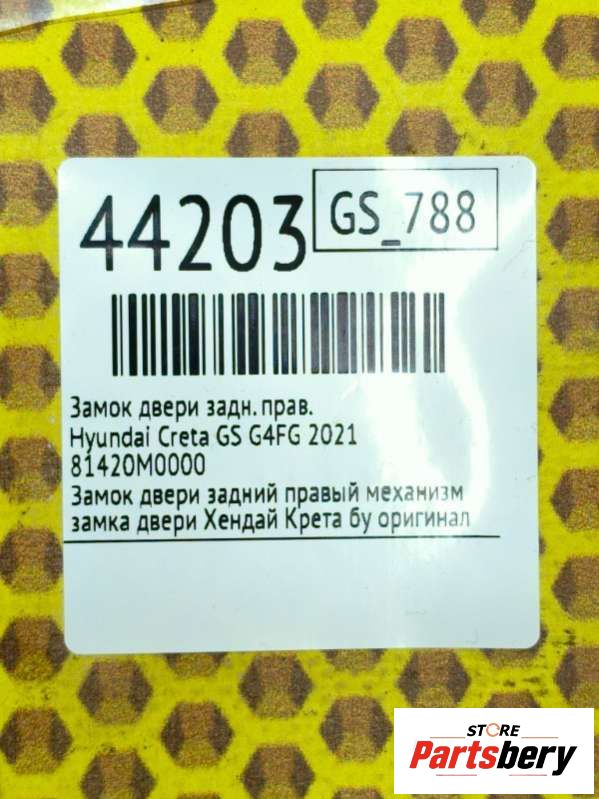 44203
GS_788
Замок двери задн. прав.
Hyundai Creta GS G4FG 2021
81420M0000
Замок двери задний правый механизм
замка двери Хендай Крета бу оригинал
STORE
Partsbery